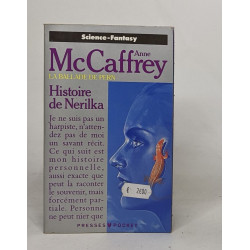 Science-Fantasy
Anne
McCaffrey
LA BALLADE DE PERN
Histoire
de Nerilka
Je ne suis pas un
harpiste, n'atten-
dez pas de moi
un savant récit.
Ce qui suit est
mon histoire
personnelle,
aussi exacte que
peut la raconter
le souvenir, mais
forcément par-
tiale. Personne
ne peut nier que
PRESSES POCKET